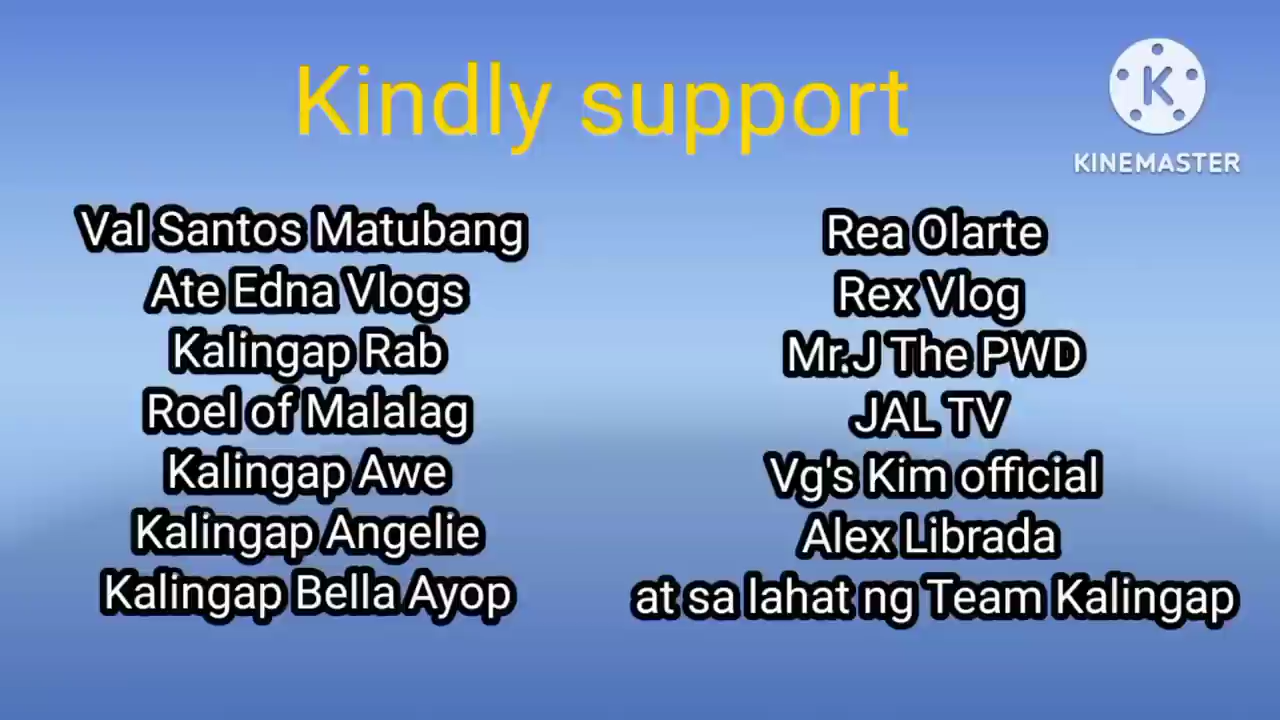 Kindly support
K
KINEMASTER
Val Santos Matubang
Ate Edna Vlogs
Kalingap Rab
Roel of Malalag
Kalingap Awe
Kalingap Angelie
Kalingap Bella Ayop
Rea Olarte
Rex Vlog
Mr.J The PWD
JAL TV
Vg's Kim official
Alex Librada
at sa lahat ng Team Kalingap